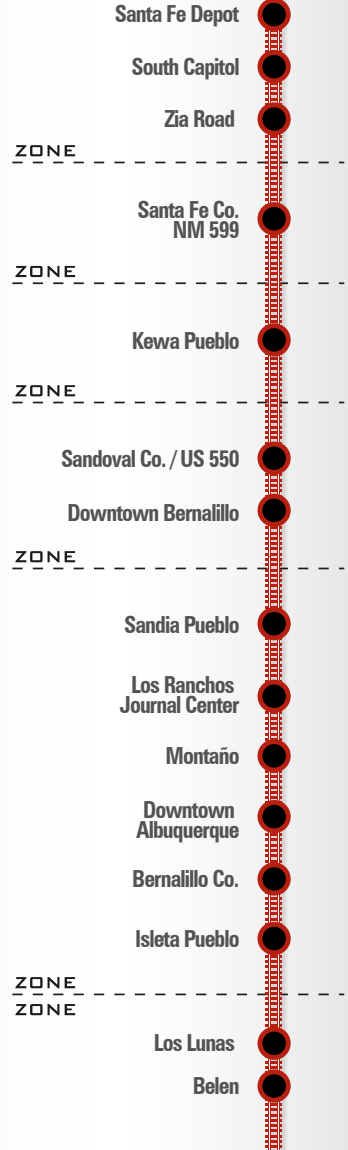 Santa Fe Depot
South Capitol
Zia Road
ZONE
Santa Fe Co.
NM 599
ZONE
Kewa Pueblo
ZONE
Sandoval Co. / US 550
Downtown Bernalillo
ZONE
Sandia Pueblo
Los Ranchos
Journal Center
Montaño
Downtown
Albuquerque
Bernalillo Co.
Isleta Pueblo
ZONE
ZONE
Los Lunas
Belen